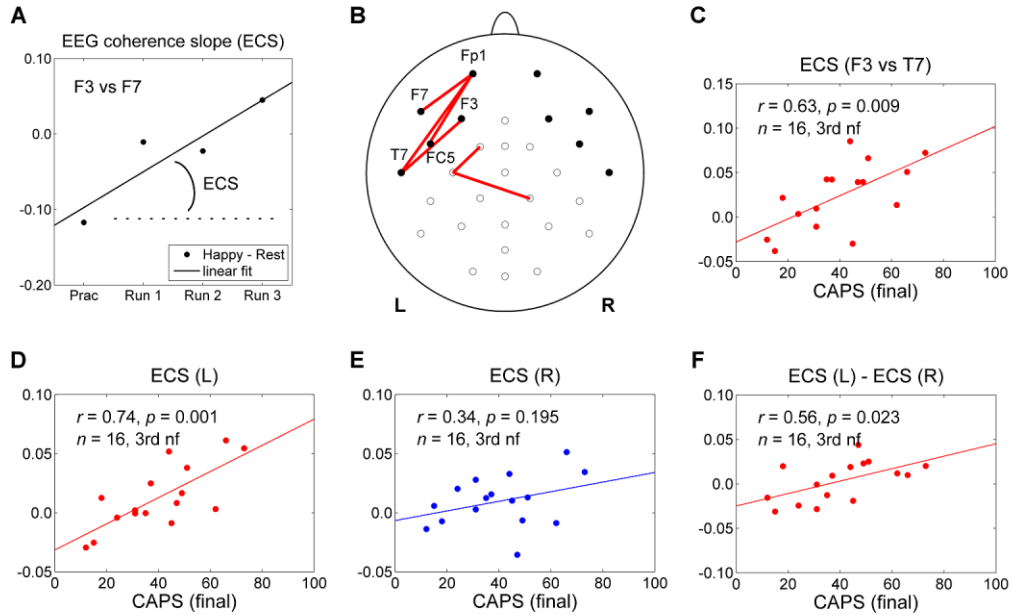 A
EEG coherence slope (ECS)
0.10
0.0
-0.10
-0.20
F3 vs F7
ECS
Happy - Rest
linear fit
Prac Run 1 Run 2 Run 3
B
Fp1
F7
F3
T7
FC5
L R
C
ECS (F3 vs T7)
0.15
0.10
0.05
0.00
-0.05
r = 0.63, p = 0.009
n = 16, 3rd nf
0 20 40 60 80 100
CAPS (final)
D
ECS (L)
0.10
0.05
0.00
-0.05
r = 0.74, p = 0.001
n = 16, 3rd nf
0 20 40 60 80 100
CAPS (final)
E
ECS (R)
0.10
0.05
0.00
-0.05
r = 0.34, p = 0.195
n = 16, 3rd nf
0 20 40 60 80 100
CAPS (final)
F
ECS (L) - ECS (R)
0.10
0.05
0.00
-0.05
-0.10
r = 0.56, p = 0.023
n = 16, 3rd nf
0 20 40 60 80 100
CAPS (final)